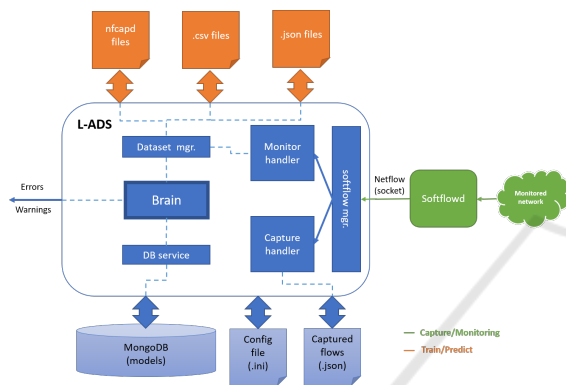 nfcapd
files
.csv files
.json files
L-ADS
Dataset mgr.
Monitor
handler
softflow mgr.
Netflow
(socket)
Softflowd
Monitored
network
Errors
Warnings
Brain
Capture
handler
DB service
MongoDB
(models)
Config
file
(.ini)
Captured
flows
(.json)
Capture/Monitoring
Train/Predict